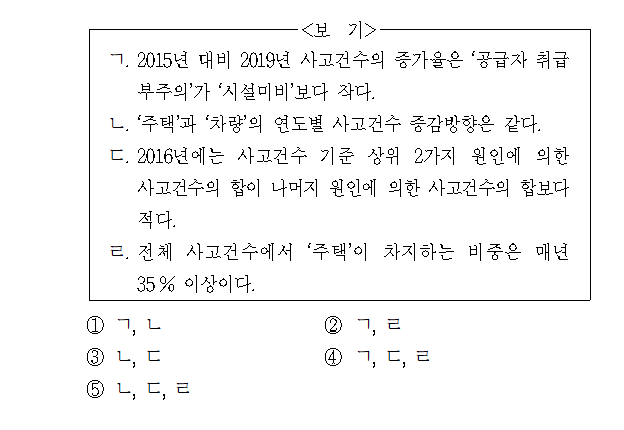 <보 기>
ㄱ. 2015년 대비 2019년 사고건수의 증가율은 ‘공급자 취급
부주의’가 ‘시설미비’보다 작다.
ㄴ. ‘주택’과 ‘차량’의 연도별 사고건수 증감방향은 같다.
ㄷ. 2016년에는 사고건수 기준 상위 2가지 원인에 의한
사고건수의 합이 나머지 원인에 의한 사고건수의 합보다
적다.
ㄹ. 전체 사고건수에서 ‘주택’이 차지하는 비중은 매년
35% 이상이다.
① ㄱ, ㄴ ② ㄱ, ㄹ
③ ㄴ, ㄷ ④ ㄱ, ㄷ, ㄹ
⑤ ㄴ, ㄷ, ㄹ